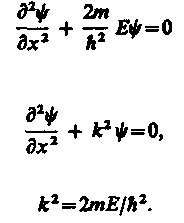 ∂²ψ/∂x² + 2m/ħ² Eψ = 0
∂²ψ/∂x² + k²ψ = 0,
k² = 2mE/ħ².